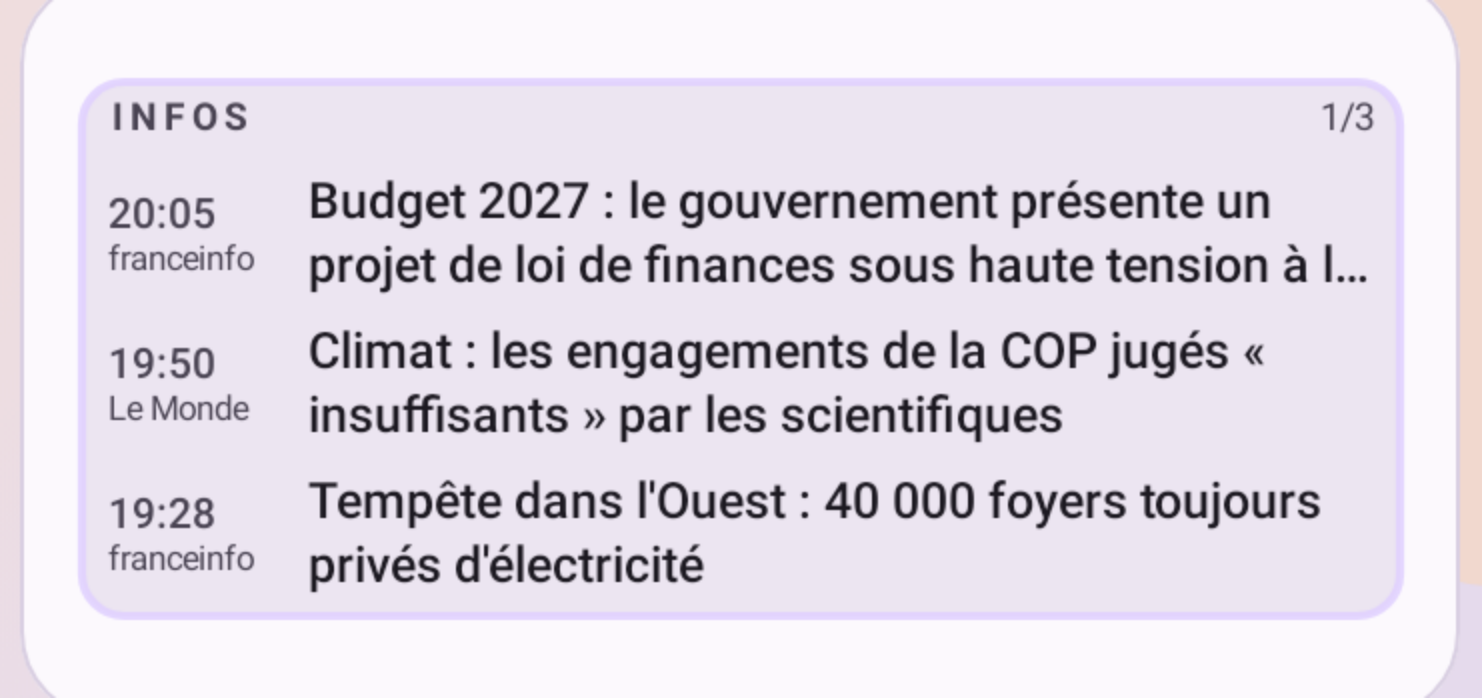 INFOS 1/3
20:05 Budget 2027 : le gouvernement présente un
franceinfo projet de loi de finances sous haute tension à l…
19:50 Climat : les engagements de la COP jugés «
Le Monde insuffisants » par les scientifiques
19:28 Tempête dans l'Ouest : 40 000 foyers toujours
franceinfo privés d'électricité